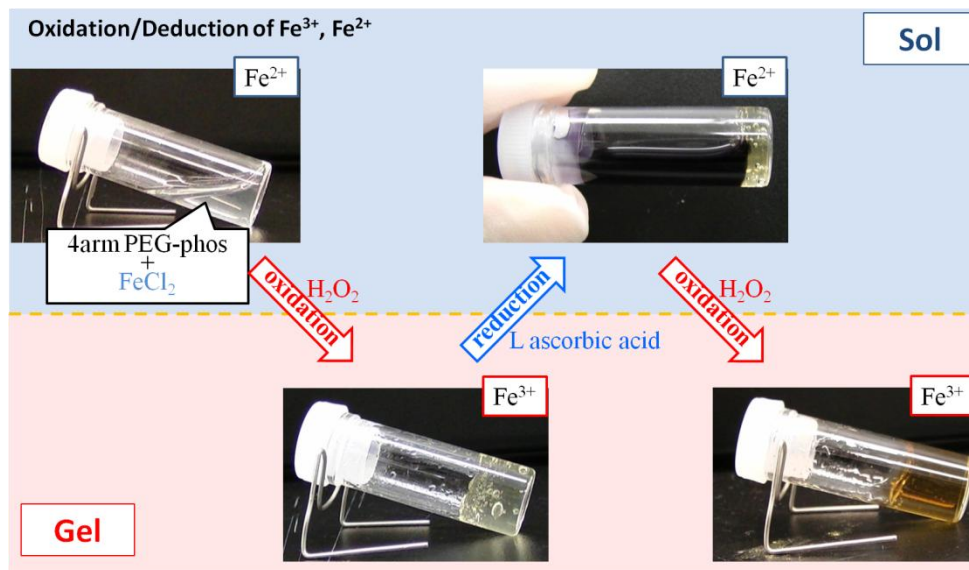 Oxidation/Deduction of Fe³⁺, Fe²⁺
Sol
Fe²⁺
Fe²⁺
4arm PEG-phos
+
FeCl₂
oxidation
H₂O₂
reduction
L ascorbic acid
oxidation
H₂O₂
Fe³⁺
Fe³⁺
Gel